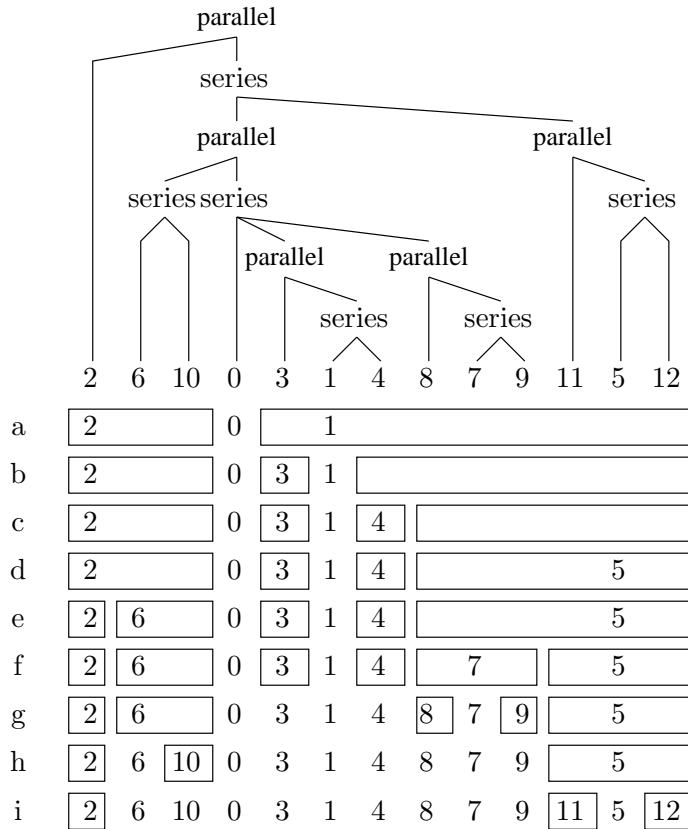 parallel
series
parallel parallel
series series series
parallel parallel
series series
2 6 10 0 3 1 4 8 7 9 11 5 12
a 2 0 1
b 2 0 3 1
c 2 0 3 1 4
d 2 0 3 1 4 5
e 2 6 0 3 1 4 5
f 2 6 0 3 1 4 7 5
g 2 6 0 3 1 4 8 7 9 5
h 2 6 10 0 3 1 4 8 7 9 5
i 2 6 10 0 3 1 4 8 7 9 11 5 12